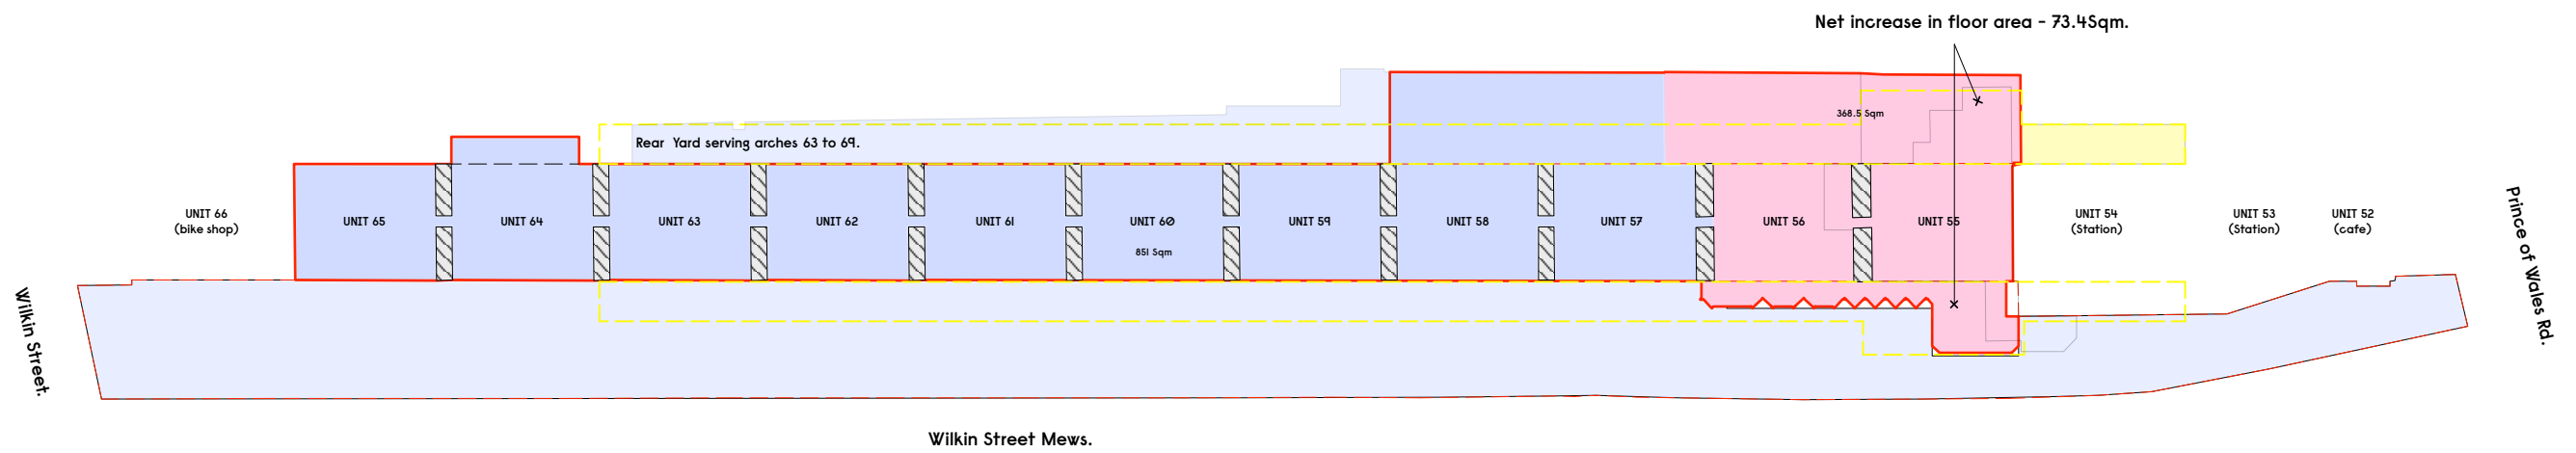 Net increase in floor area - 73.4Sqm.
368.5 Sqm
Rear Yard serving arches 63 to 69.
UNIT 66
(bike shop)
UNIT 65
UNIT 64
UNIT 63
UNIT 62
UNIT 61
UNIT 60
851 Sqm
UNIT 59
UNIT 58
UNIT 57
UNIT 56
UNIT 55
UNIT 54
(Station)
UNIT 53
(Station)
UNIT 52
(cafe)
Prince of Wales Rd.
Wilkin Street.
Wilkin Street Mews.